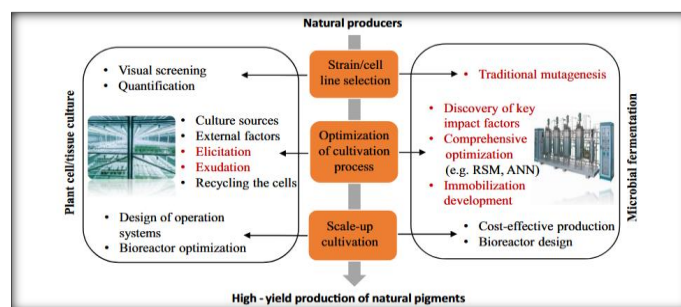 Natural producers
Plant cell/tissue culture
• Visual screening
• Quantification
• Culture sources
• External factors
• Elicitation
• Exudation
• Recycling the cells
• Design of operation
systems
• Bioreactor optimization
Strain/cell
line selection
Optimization
of cultivation
process
Scale-up
cultivation
• Traditional mutagenesis
• Discovery of key
impact factors
• Comprehensive
optimization
(e.g. RSM, ANN)
• Immobilization
development
• Cost-effective production
• Bioreactor design
Microbial fermentation
High - yield production of natural pigments